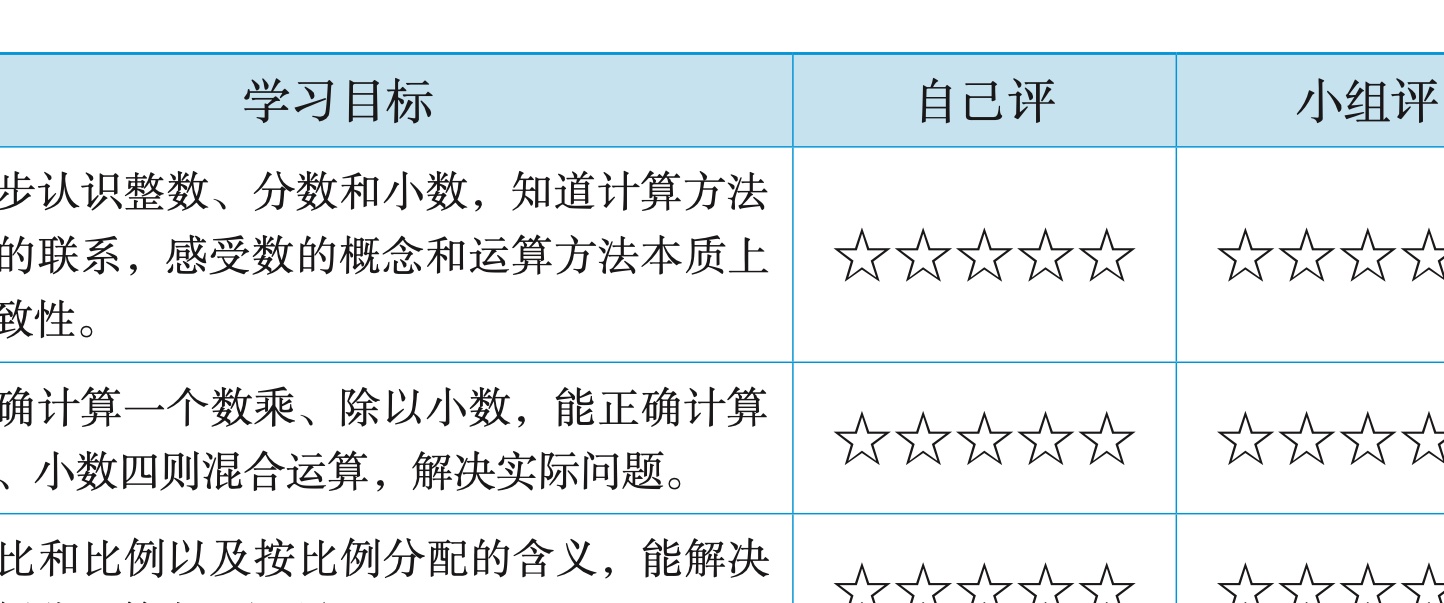 学习目标 自己评 小组评
步认识整数、分数和小数，知道计算方法
的联系，感受数的概念和运算方法本质上
☆☆☆☆☆ ☆☆☆☆
致性。
确计算一个数乘、除以小数，能正确计算
☆☆☆☆☆ ☆☆☆☆
、小数四则混合运算，解决实际问题。
比和比例以及按比例分配的含义，能解决
☆☆☆☆☆ ☆☆☆☆